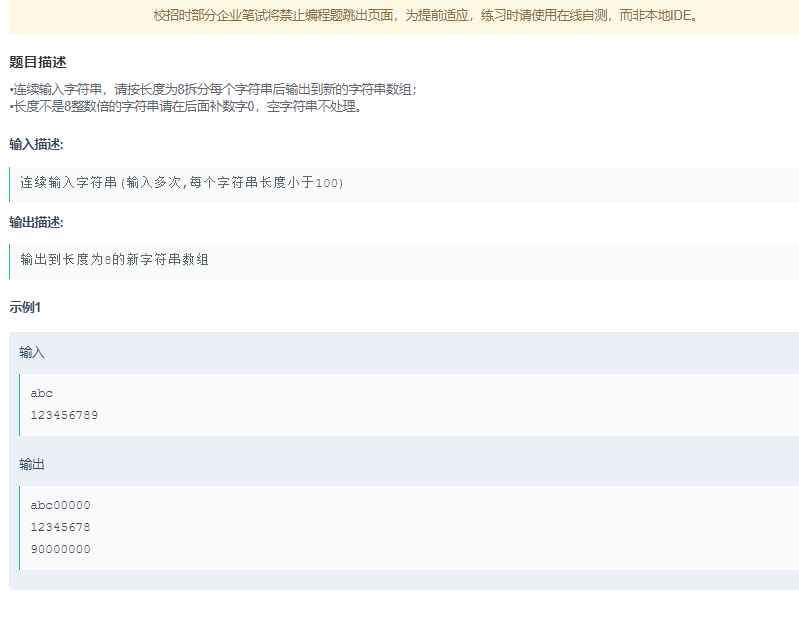 校招时部分企业笔试将禁止编程题跳出页面，为提前适应，练习时请使用在线自测，而非本地IDE。
题目描述
•连续输入字符串，请按长度为8拆分每个字符串后输出到新的字符串数组；
•长度不是8整数倍的字符串请在后面补数字0，空字符串不处理。
输入描述:
连续输入字符串(输入多次,每个字符串长度小于100)
输出描述:
输出到长度为8的新字符串数组
示例1
输入
abc
123456789
输出
abc00000
12345678
90000000